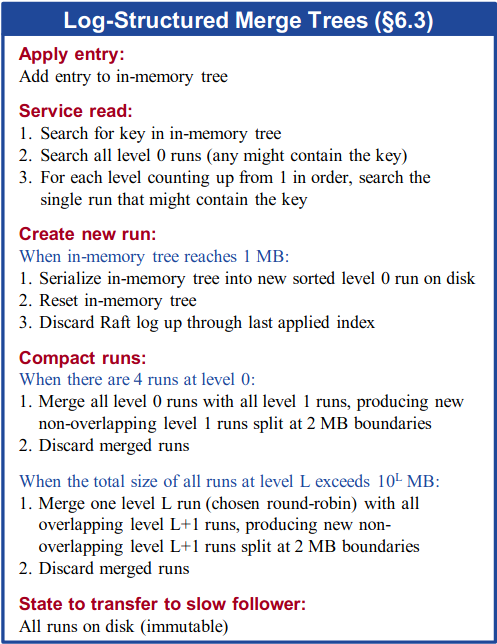 Log-Structured Merge Trees (§6.3)
Apply entry:
Add entry to in-memory tree
Service read:
1. Search for key in in-memory tree
2. Search all level 0 runs (any might contain the key)
3. For each level counting up from 1 in order, search the
single run that might contain the key
Create new run:
When in-memory tree reaches 1 MB:
1. Serialize in-memory tree into new sorted level 0 run on disk
2. Reset in-memory tree
3. Discard Raft log up through last applied index
Compact runs:
When there are 4 runs at level 0:
1. Merge all level 0 runs with all level 1 runs, producing new
non-overlapping level 1 runs split at 2 MB boundaries
2. Discard merged runs
When the total size of all runs at level L exceeds 10ᴸ MB:
1. Merge one level L run (chosen round-robin) with all
overlapping level L+1 runs, producing new non-
overlapping level L+1 runs split at 2 MB boundaries
2. Discard merged runs
State to transfer to slow follower:
All runs on disk (immutable)